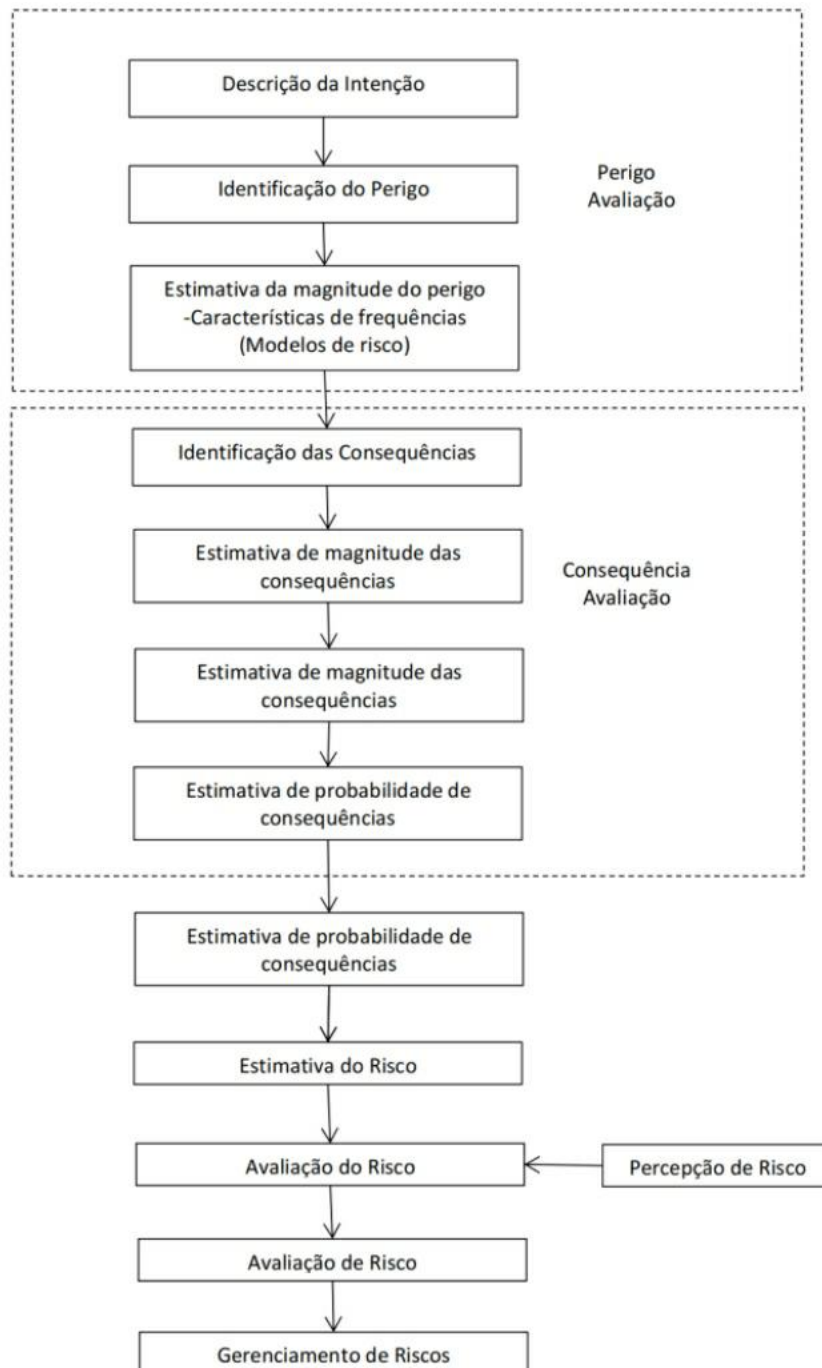 Descrição da Intenção
Identificação do Perigo
Perigo
Avaliação
Estimativa da magnitude do perigo
-Características de frequências
(Modelos de risco)
Identificação das Consequências
Estimativa de magnitude das
consequências
Consequência
Avaliação
Estimativa de magnitude das
consequências
Estimativa de probabilidade de
consequências
Estimativa de probabilidade de
consequências
Estimativa do Risco
Avaliação do Risco
Percepção de Risco
Avaliação de Risco
Gerenciamento de Riscos